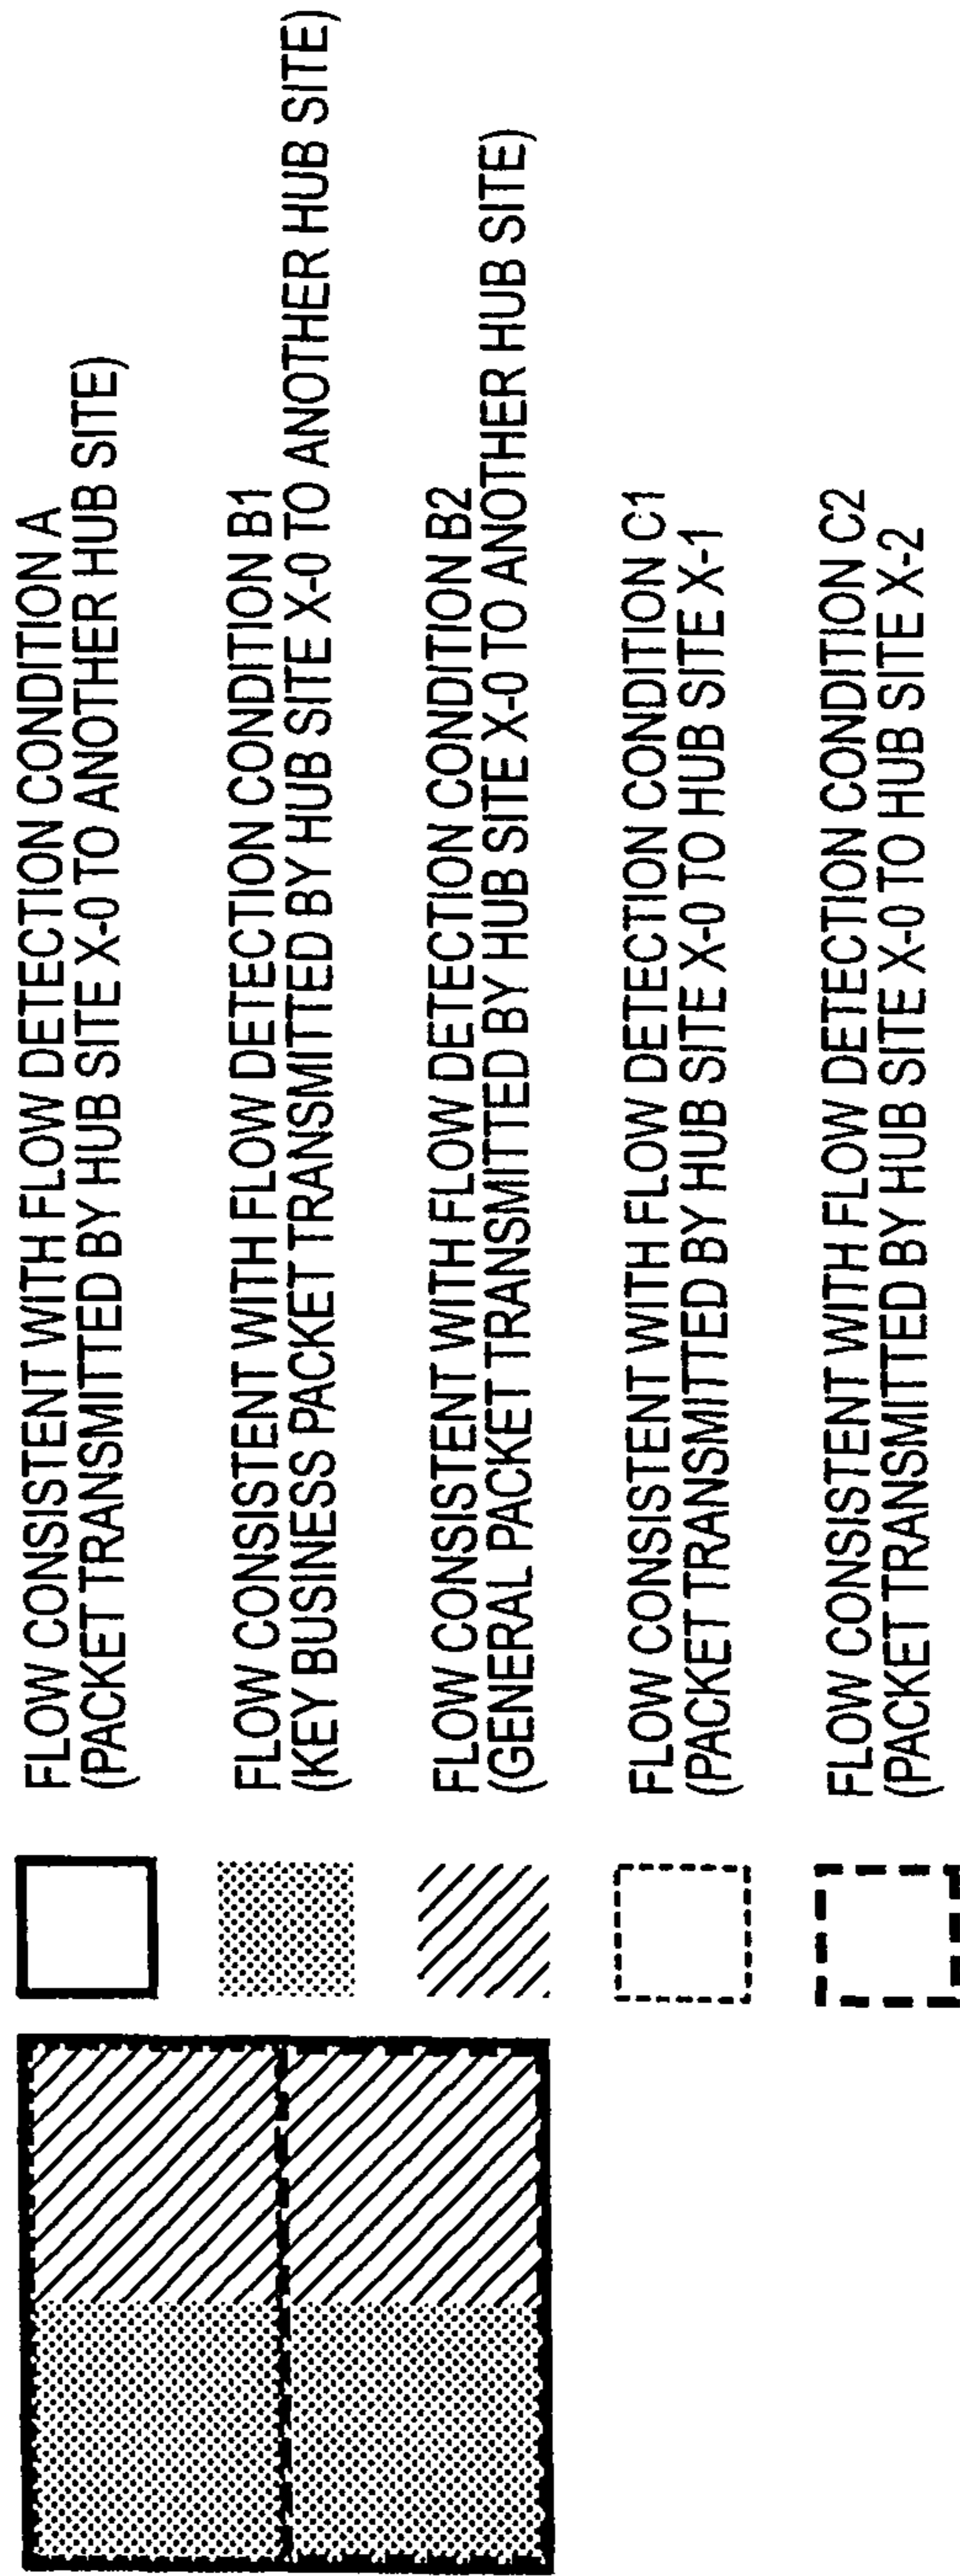 FLOW CONSISTENT WITH FLOW DETECTION CONDITION A
(PACKET TRANSMITTED BY HUB SITE X-0 TO ANOTHER HUB SITE)
FLOW CONSISTENT WITH FLOW DETECTION CONDITION B1
(KEY BUSINESS PACKET TRANSMITTED BY HUB SITE X-0 TO ANOTHER HUB SITE)
FLOW CONSISTENT WITH FLOW DETECTION CONDITION B2
(GENERAL PACKET TRANSMITTED BY HUB SITE X-0 TO ANOTHER HUB SITE)
FLOW CONSISTENT WITH FLOW DETECTION CONDITION C1
(PACKET TRANSMITTED BY HUB SITE X-0 TO HUB SITE X-1
FLOW CONSISTENT WITH FLOW DETECTION CONDITION C2
(PACKET TRANSMITTED BY HUB SITE X-0 TO HUB SITE X-2